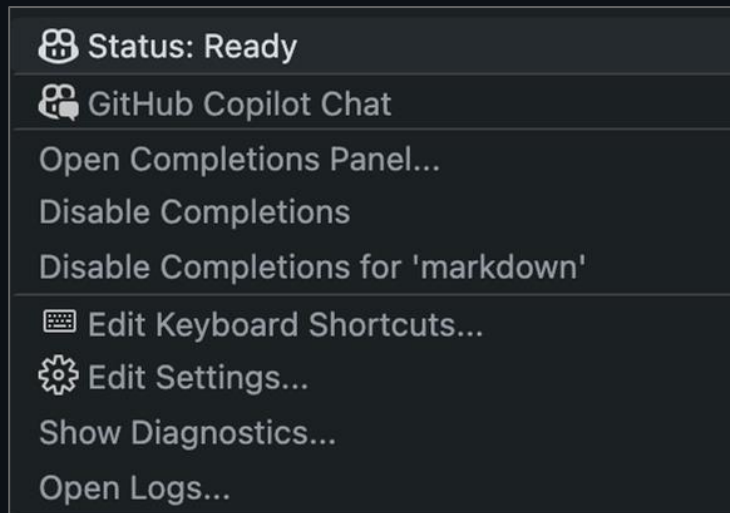 Status: Ready
GitHub Copilot Chat
Open Completions Panel...
Disable Completions
Disable Completions for 'markdown'
Edit Keyboard Shortcuts...
Edit Settings...
Show Diagnostics...
Open Logs...